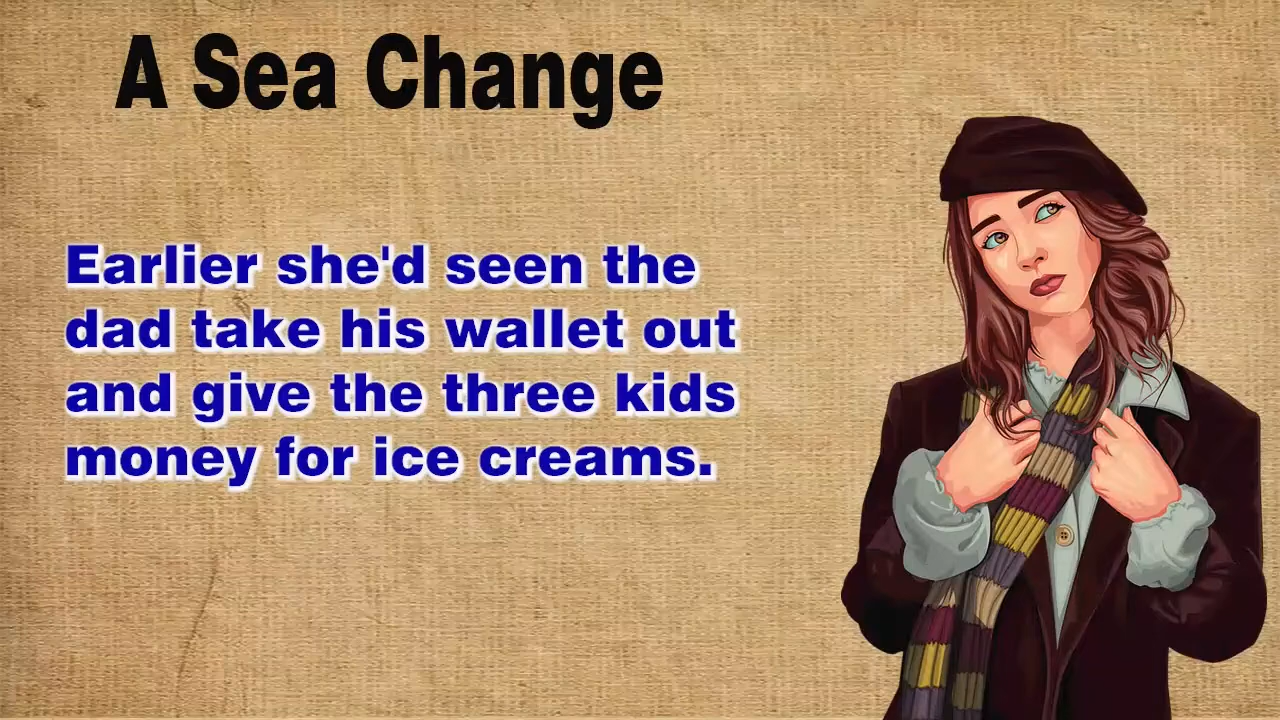 A Sea Change
Earlier she'd seen the
dad take his wallet out
and give the three kids
money for ice creams.